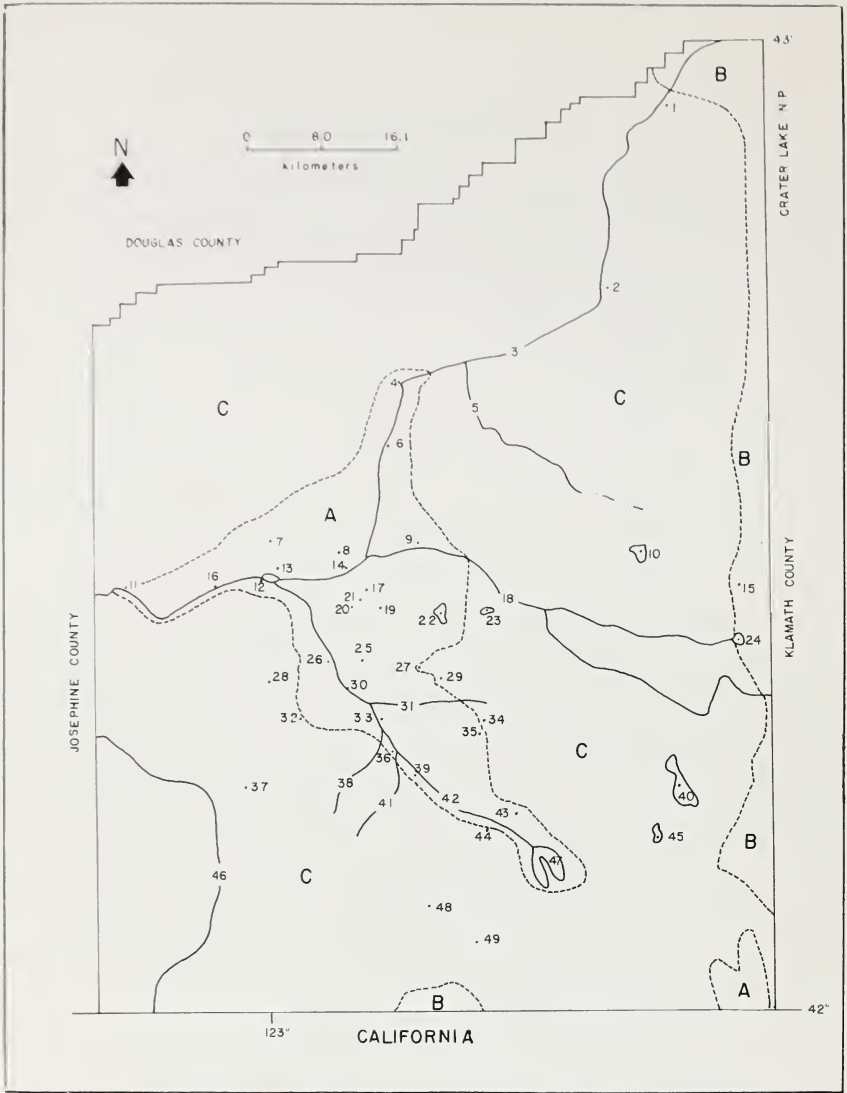 43°
B
1
CRATER LAKE N.P.
N
0 8.0 16.1
kilometers
DOUGLAS COUNTY
2
3
4
C
C
5
6
B
A
7
8
9
10
11
16
12
13
14
15
17
18
21
20
19
22
23
KLAMATH COUNTY
24
25
26
27
28
29
30
31
JOSEPHINE COUNTY
32
33
34
35
C
36
37
38
39
40
41
42
43
44
45
B
46
C
47
48
49
B
A
42°
123°
CALIFORNIA